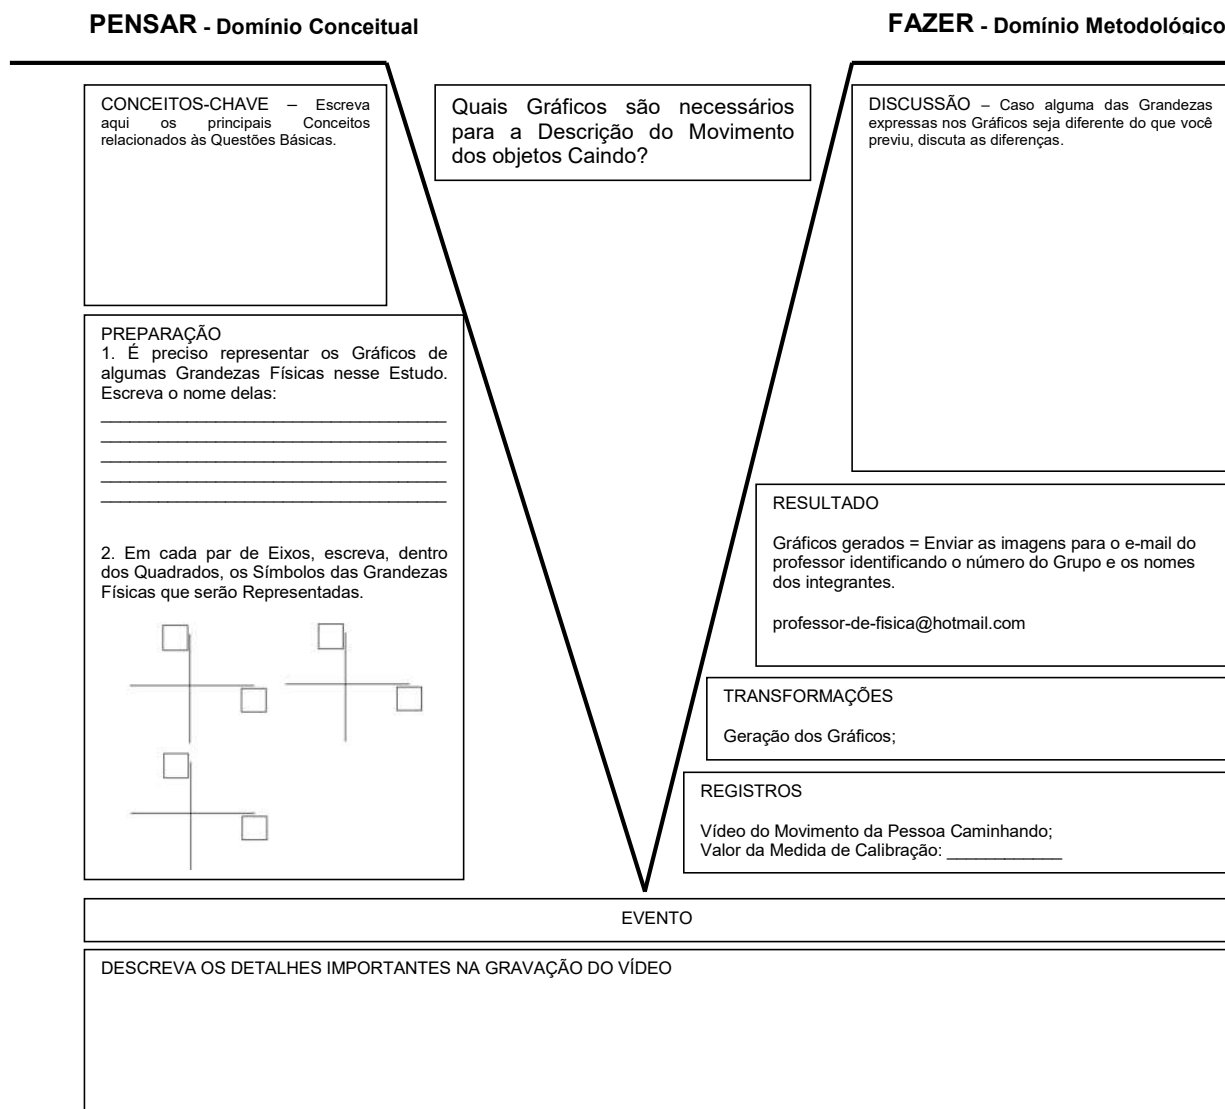 PENSAR - Domínio Conceitual
FAZER - Domínio Metodológico
CONCEITOS-CHAVE – Escreva
aqui os principais Conceitos
relacionados às Questões Básicas.
Quais Gráficos são necessários
para a Descrição do Movimento
dos objetos Caindo?
DISCUSSÃO – Caso alguma das Grandezas
expressas nos Gráficos seja diferente do que você
previu, discuta as diferenças.
PREPARAÇÃO
1. É preciso representar os Gráficos de
algumas Grandezas Físicas nesse Estudo.
Escreva o nome delas:
2. Em cada par de Eixos, escreva, dentro
dos Quadrados, os Símbolos das Grandezas
Físicas que serão Representadas.
RESULTADO
Gráficos gerados = Enviar as imagens para o e-mail do
professor identificando o número do Grupo e os nomes
dos integrantes.
professor-de-fisica@hotmail.com
TRANSFORMAÇÕES
Geração dos Gráficos;
REGISTROS
Vídeo do Movimento da Pessoa Caminhando;
Valor da Medida de Calibração: ____________
EVENTO
DESCREVA OS DETALHES IMPORTANTES NA GRAVAÇÃO DO VÍDEO